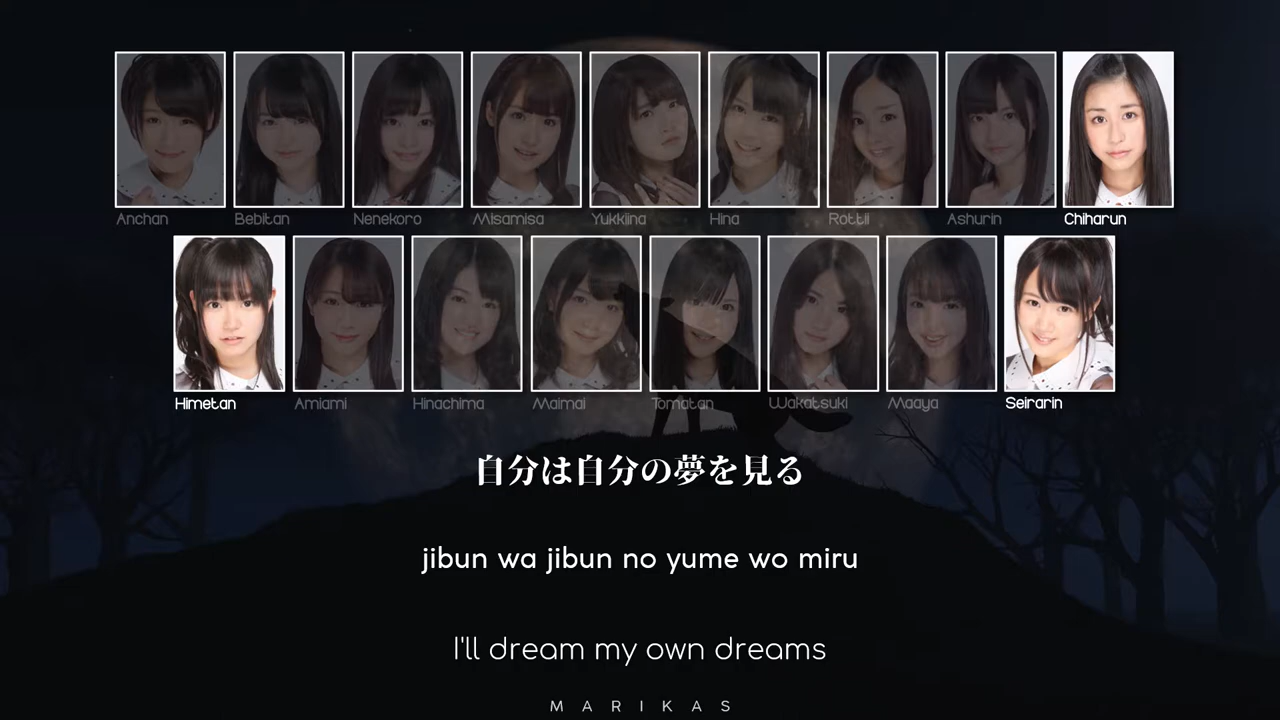 Anchan Bebitan Nenekoro Misamisa Yukkiina Hina Rottii Ashurin Chiharun
Himetan Amiami Hinachima Maimai Tomatan Wakatsuki Maaya Seirarin
自分は自分の夢を見る
jibun wa jibun no yume wo miru
I'll dream my own dreams
MARIKAS